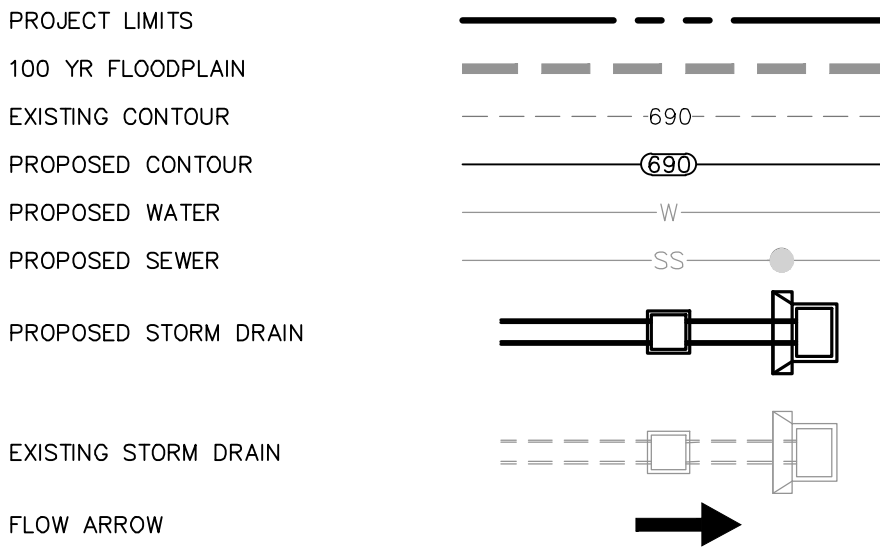 PROJECT LIMITS
100 YR FLOODPLAIN
EXISTING CONTOUR 690
PROPOSED CONTOUR 690
PROPOSED WATER W
PROPOSED SEWER SS
PROPOSED STORM DRAIN
EXISTING STORM DRAIN
FLOW ARROW